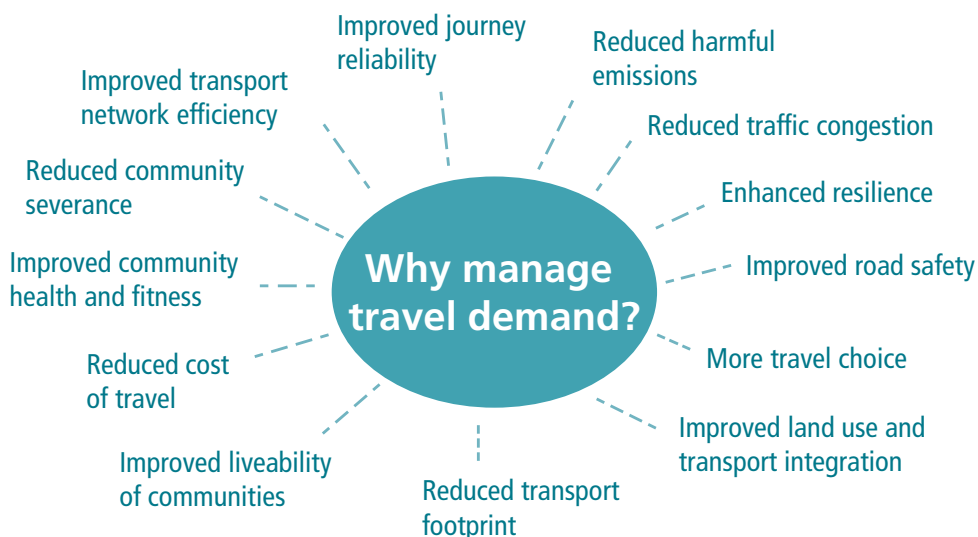 Why manage
travel demand?
Improved journey
reliability
Reduced harmful
emissions
Reduced traffic congestion
Enhanced resilience
Improved road safety
More travel choice
Improved land use and
transport integration
Reduced transport
footprint
Improved liveability
of communities
Reduced cost
of travel
Improved community
health and fitness
Reduced community
severance
Improved transport
network efficiency